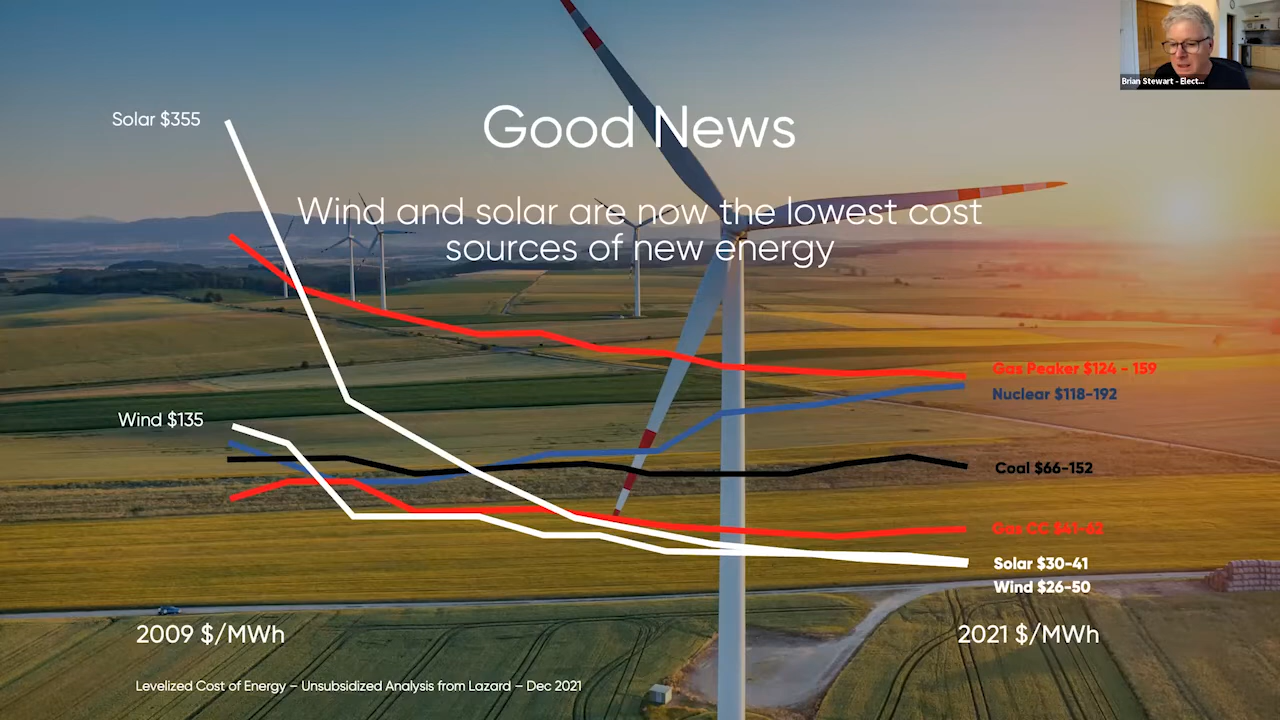 Brian Stewart - Elect...
Solar $355
Good News
Wind and solar are now the lowest cost
sources of new energy
Gas Peaker $124 - 159
Nuclear $118-192
Wind $135
Coal $66-152
Gas CC $41-62
Solar $30-41
Wind $26-50
2009 $/MWh
2021 $/MWh
Levelized Cost of Energy – Unsubsidized Analysis from Lazard – Dec 2021